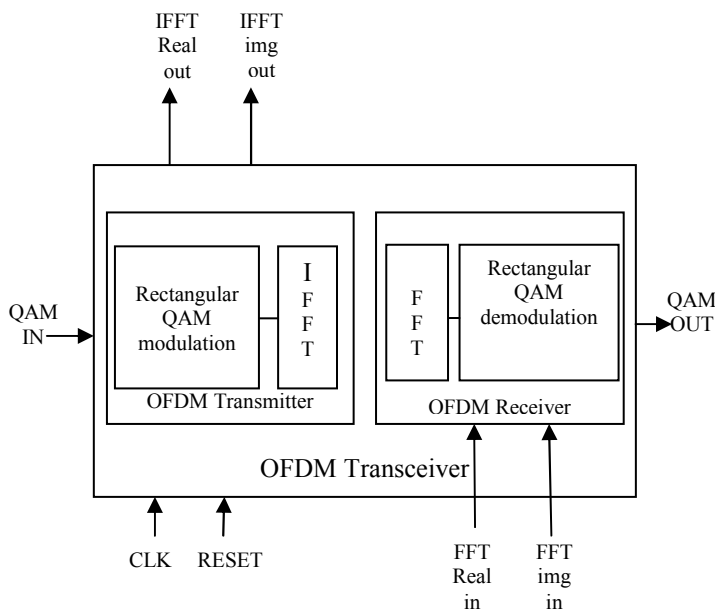 IFFT
Real
out
IFFT
img
out
QAM
IN
Rectangular
QAM
modulation
I
F
F
T
OFDM Transmitter
F
F
T
Rectangular
QAM
demodulation
OFDM Receiver
QAM
OUT
OFDM Transceiver
CLK
RESET
FFT
Real
in
FFT
img
in